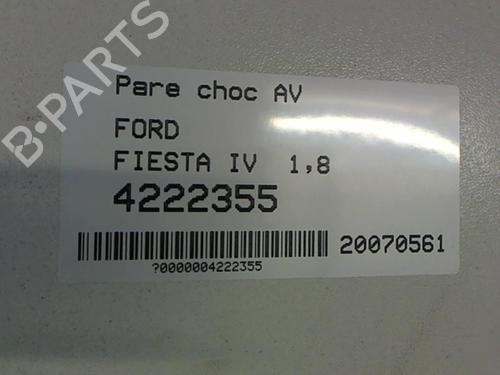 B-PARTS
Pare choc AV
FORD
FIESTA IV 1,8
4222355
20070561
?0000004222355